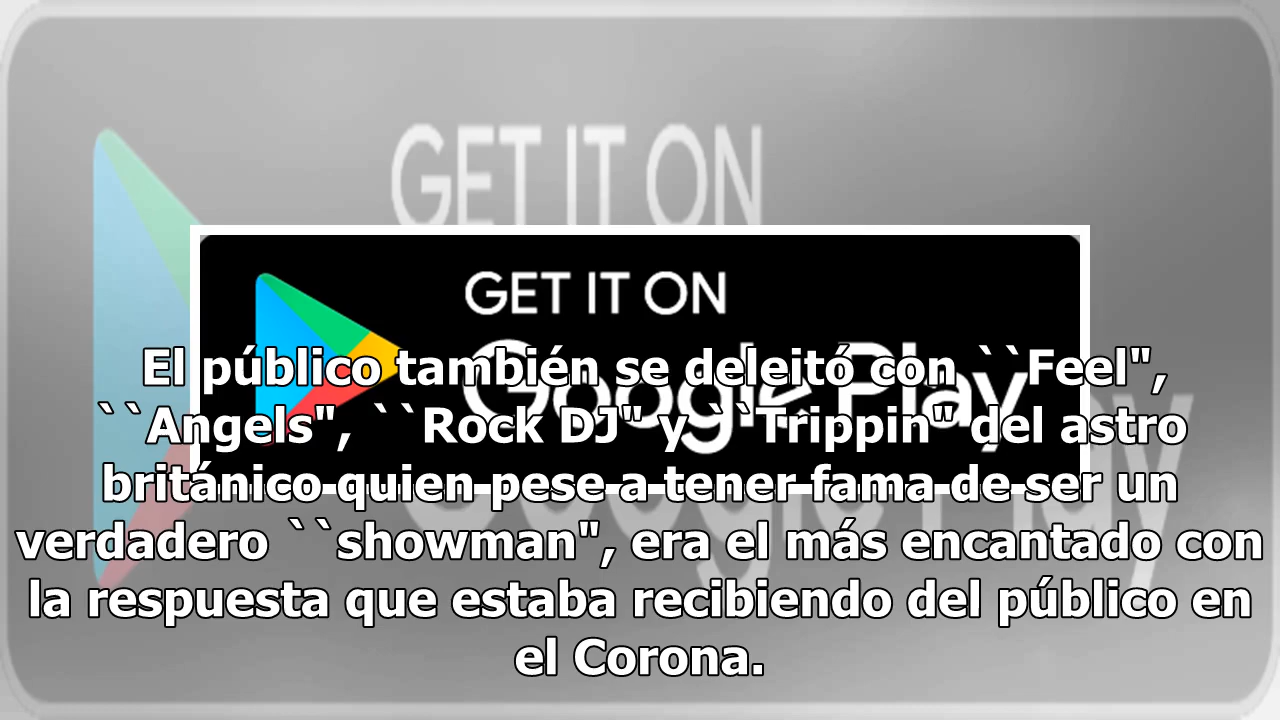 GET IT ON
GET IT ON
Google Play
El público también se deleitó con ``Feel",
``Angels", ``Rock DJ" y ``Trippin" del astro
británico quien pese a tener fama de ser un
verdadero ``showman", era el más encantado con
la respuesta que estaba recibiendo del público en
el Corona.